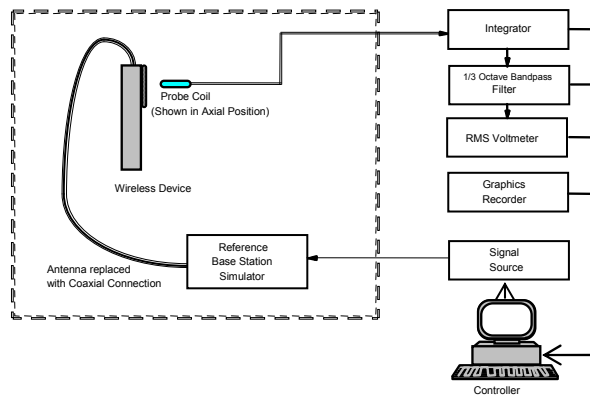 Integrator
1/3 Octave Bandpass
Filter
Probe Coil
(Shown in Axial Position)
RMS Voltmeter
Wireless Device
Graphics
Recorder
Reference
Base Station
Simulator
Signal
Source
Antenna replaced
with Coaxial Connection
Controller